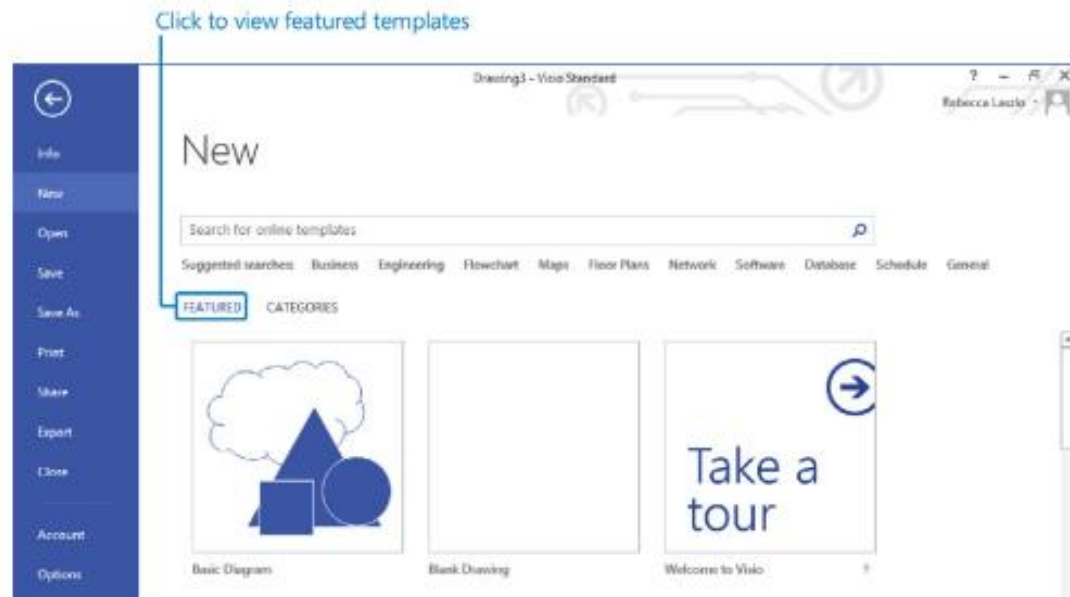 Click to view featured templates
Drawing3 - Visio Standard
? – X
Rebecca Laszlo
Info
New
Open
Save
Save As
Print
Share
Export
Close
Account
Options
New
Search for online templates
Suggested searches: Business Engineering Flowchart Maps Floor Plans Network Software Database Schedule General
FEATURED CATEGORIES
Take a
tour
Basic Diagram Blank Drawing Welcome to Visio